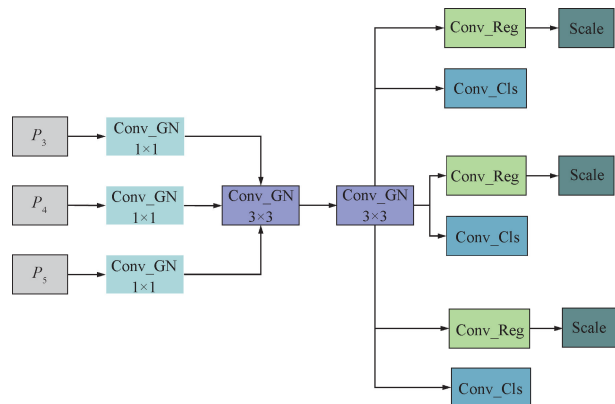 Conv_Reg
Scale
Conv_Cls
P3
Conv_GN
1×1
P4
Conv_GN
1×1
P5
Conv_GN
1×1
Conv_GN
3×3
Conv_GN
3×3
Conv_Reg
Scale
Conv_Cls
Conv_Reg
Scale
Conv_Cls